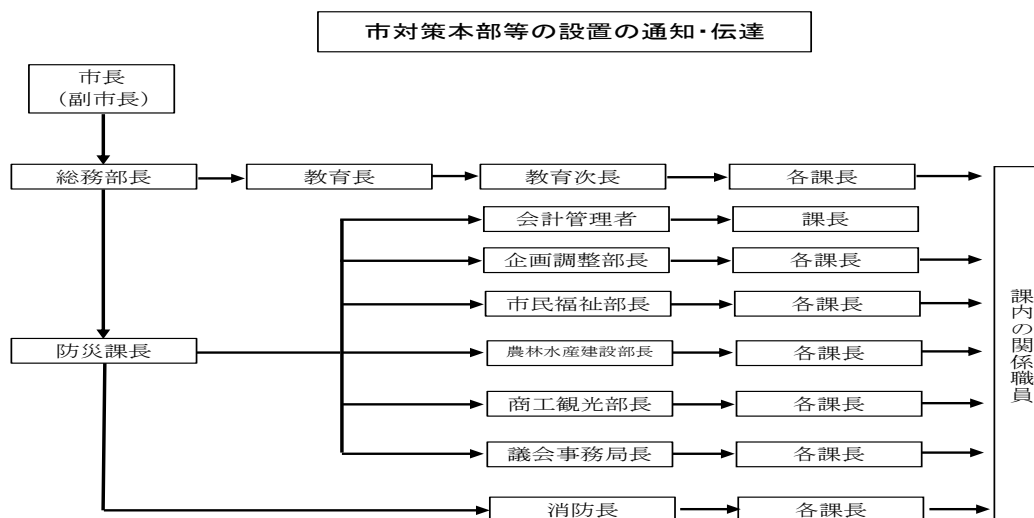 市対策本部等の設置の通知・伝達
市長
（副市長）
総務部長
教育長
教育次長
各課長
会計管理者
課長
企画調整部長
各課長
市民福祉部長
各課長
防災課長
農林水産建設部長
各課長
商工観光部長
各課長
議会事務局長
各課長
消防長
各課長
課内の関係職員